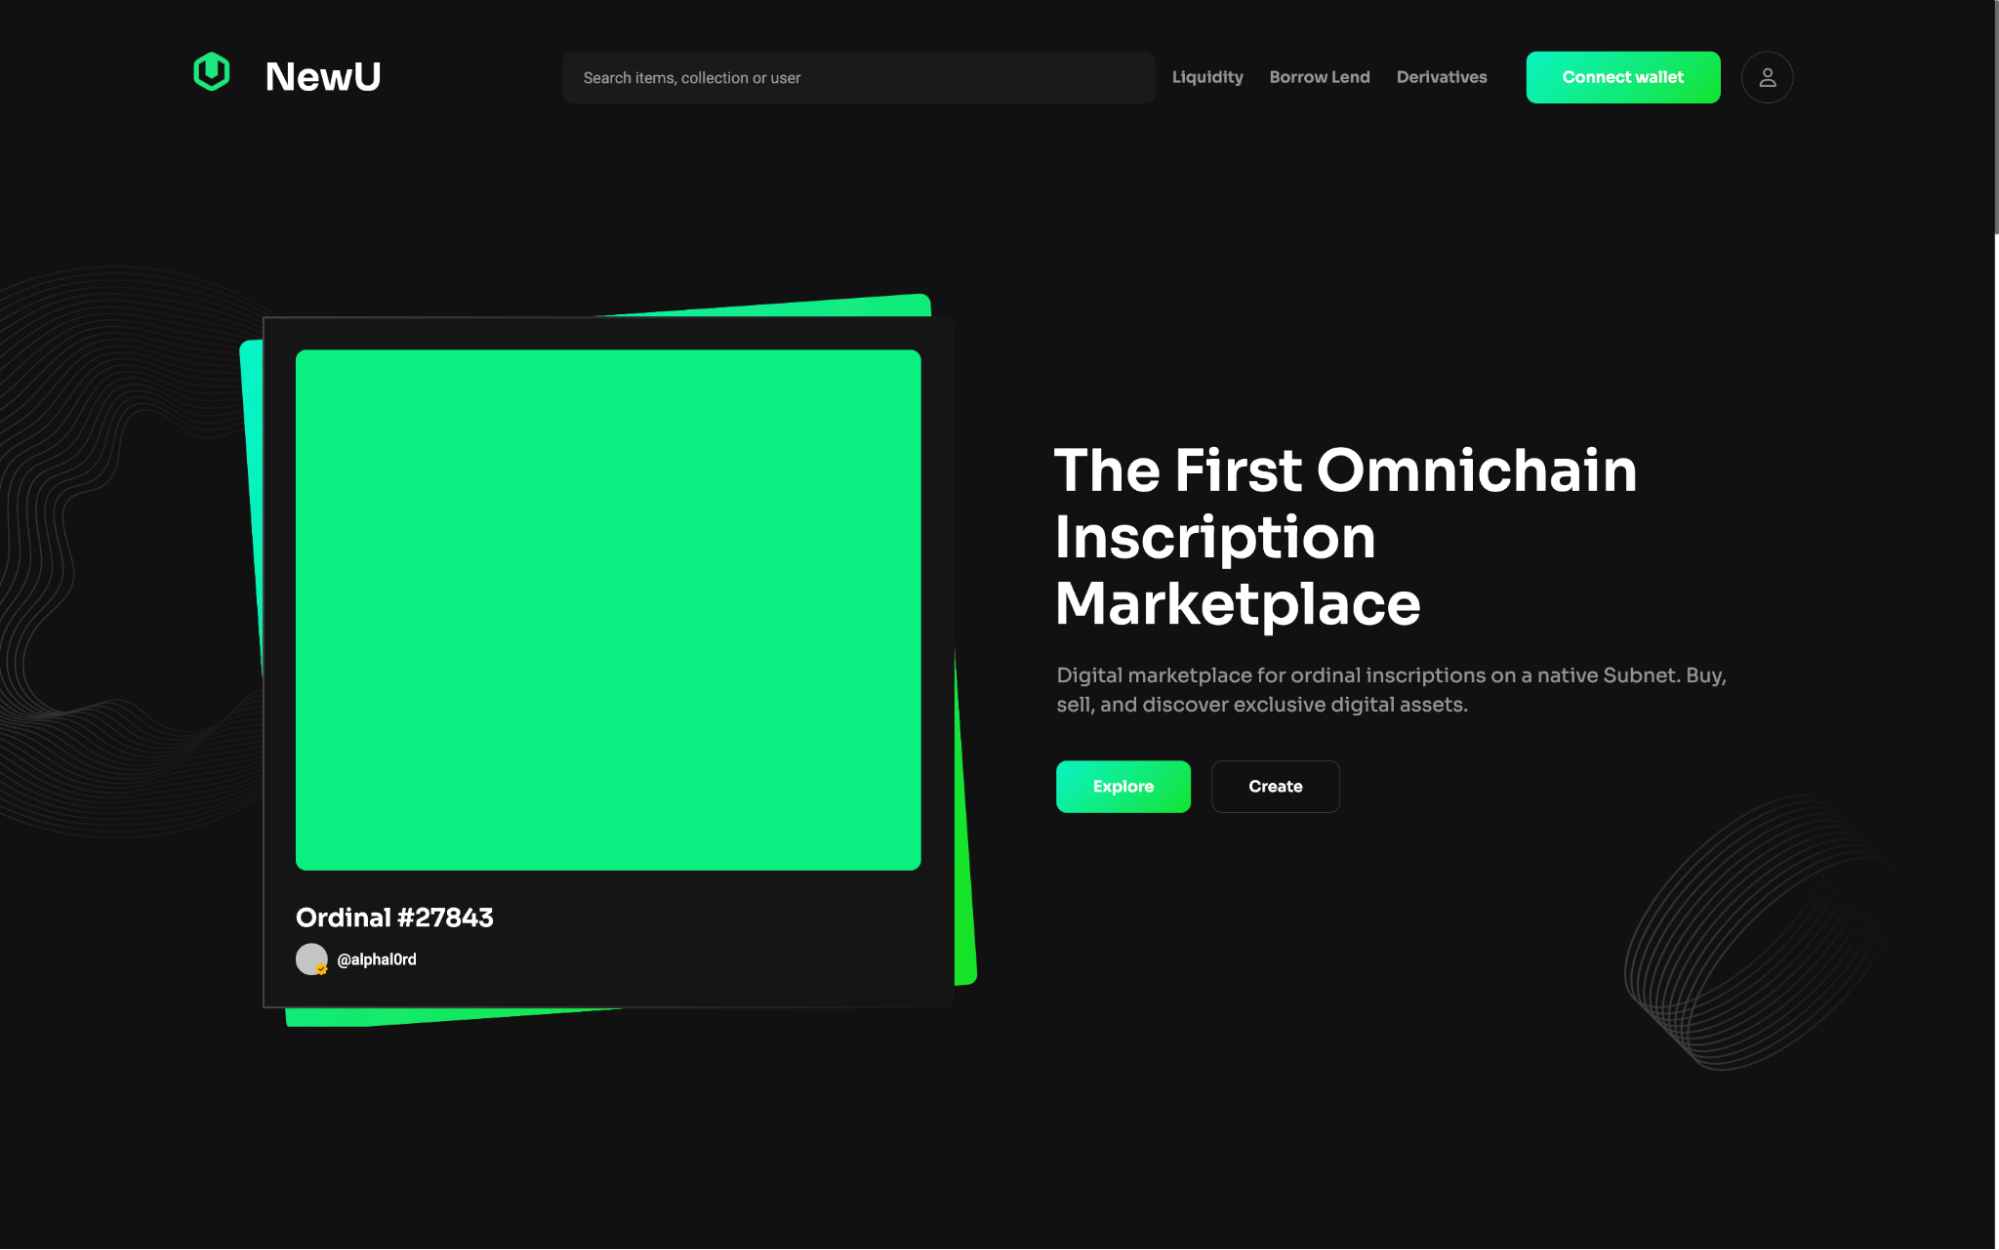 NewU
Search items, collection or user
Liquidity
Borrow Lend
Derivatives
Connect wallet
The First Omnichain
Inscription
Marketplace
Digital marketplace for ordinal inscriptions on a native Subnet. Buy,
sell, and discover exclusive digital assets.
Explore
Create
Ordinal #27843
@alphal0rd